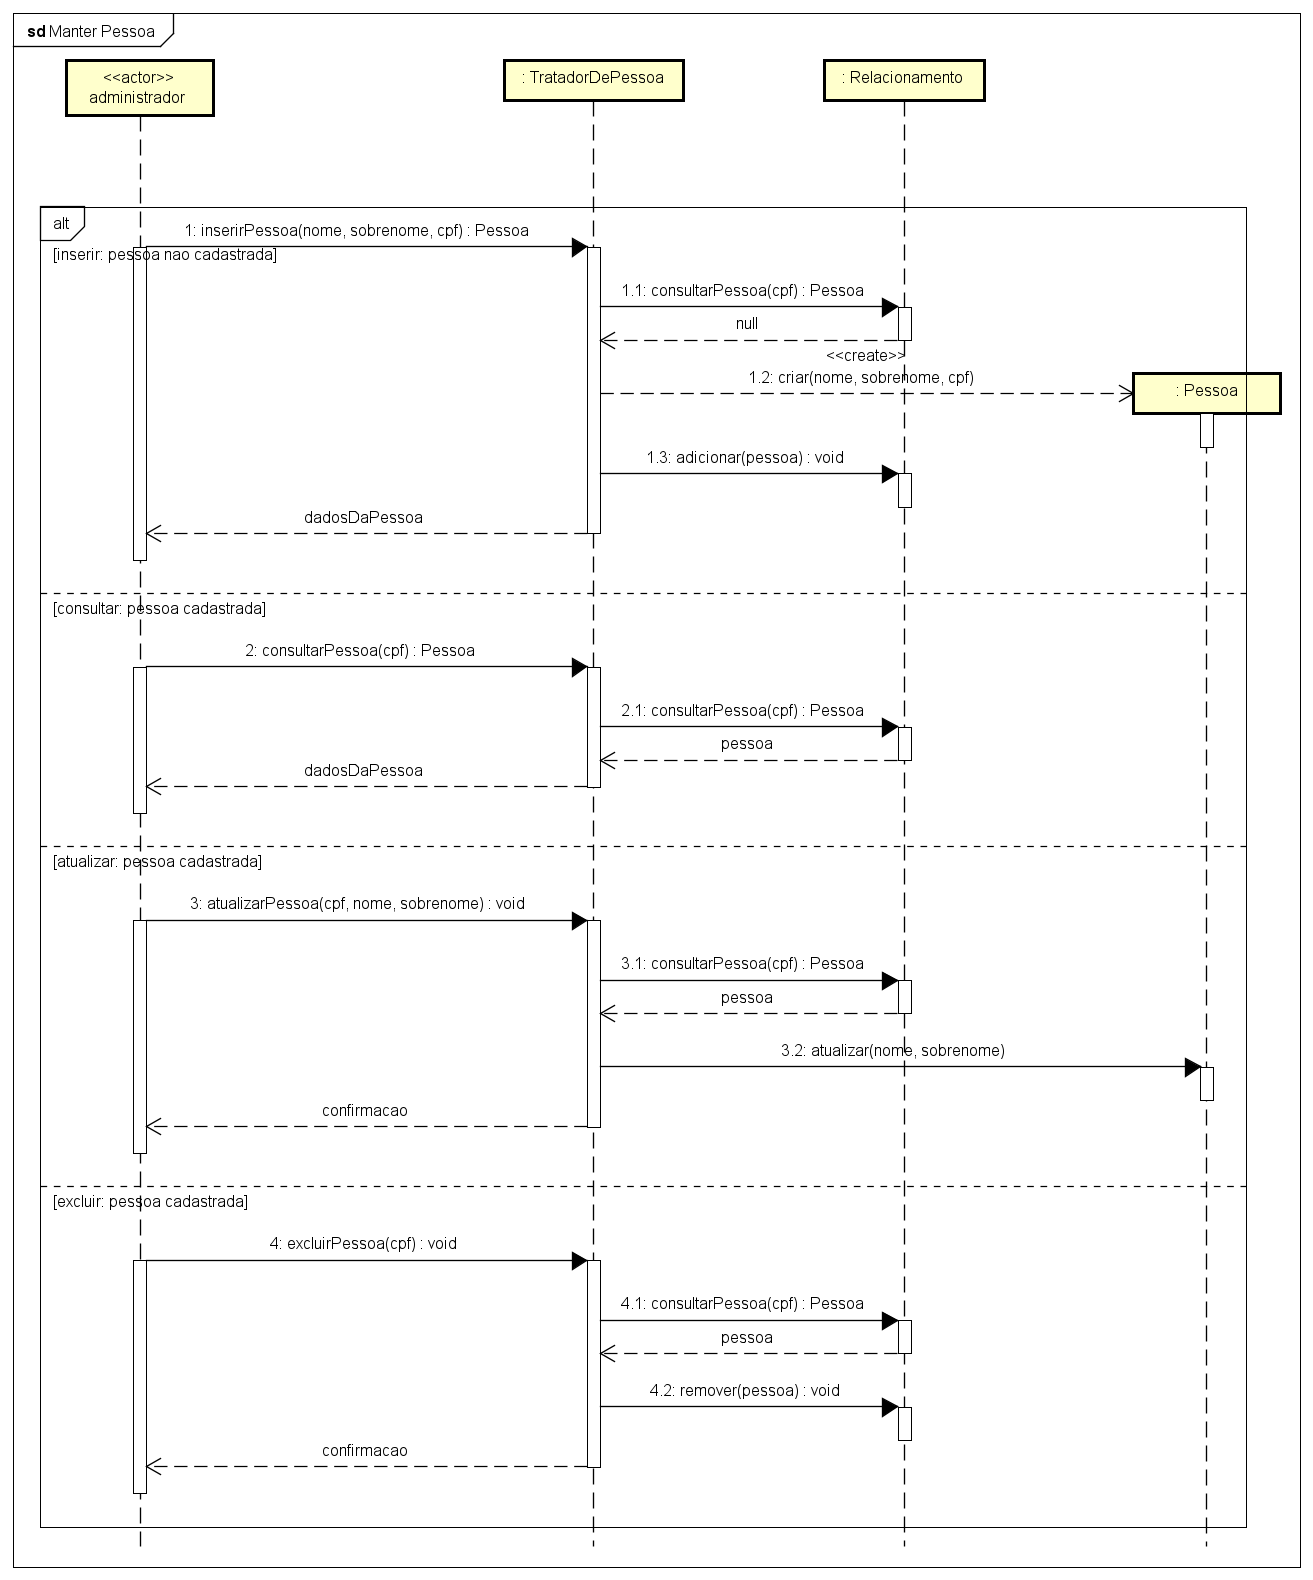 sd Manter Pessoa
<<actor>>
administrador
: TratadorDePessoa
: Relacionamento
alt
1: inserirPessoa(nome, sobrenome, cpf) : Pessoa
[inserir: pessoa nao cadastrada]
1.1: consultarPessoa(cpf) : Pessoa
null
<<create>>
1.2: criar(nome, sobrenome, cpf)
: Pessoa
1.3: adicionar(pessoa) : void
dadosDaPessoa
[consultar: pessoa cadastrada]
2: consultarPessoa(cpf) : Pessoa
2.1: consultarPessoa(cpf) : Pessoa
pessoa
dadosDaPessoa
[atualizar: pessoa cadastrada]
3: atualizarPessoa(cpf, nome, sobrenome) : void
3.1: consultarPessoa(cpf) : Pessoa
pessoa
3.2: atualizar(nome, sobrenome)
confirmacao
[excluir: pessoa cadastrada]
4: excluirPessoa(cpf) : void
4.1: consultarPessoa(cpf) : Pessoa
pessoa
4.2: remover(pessoa) : void
confirmacao